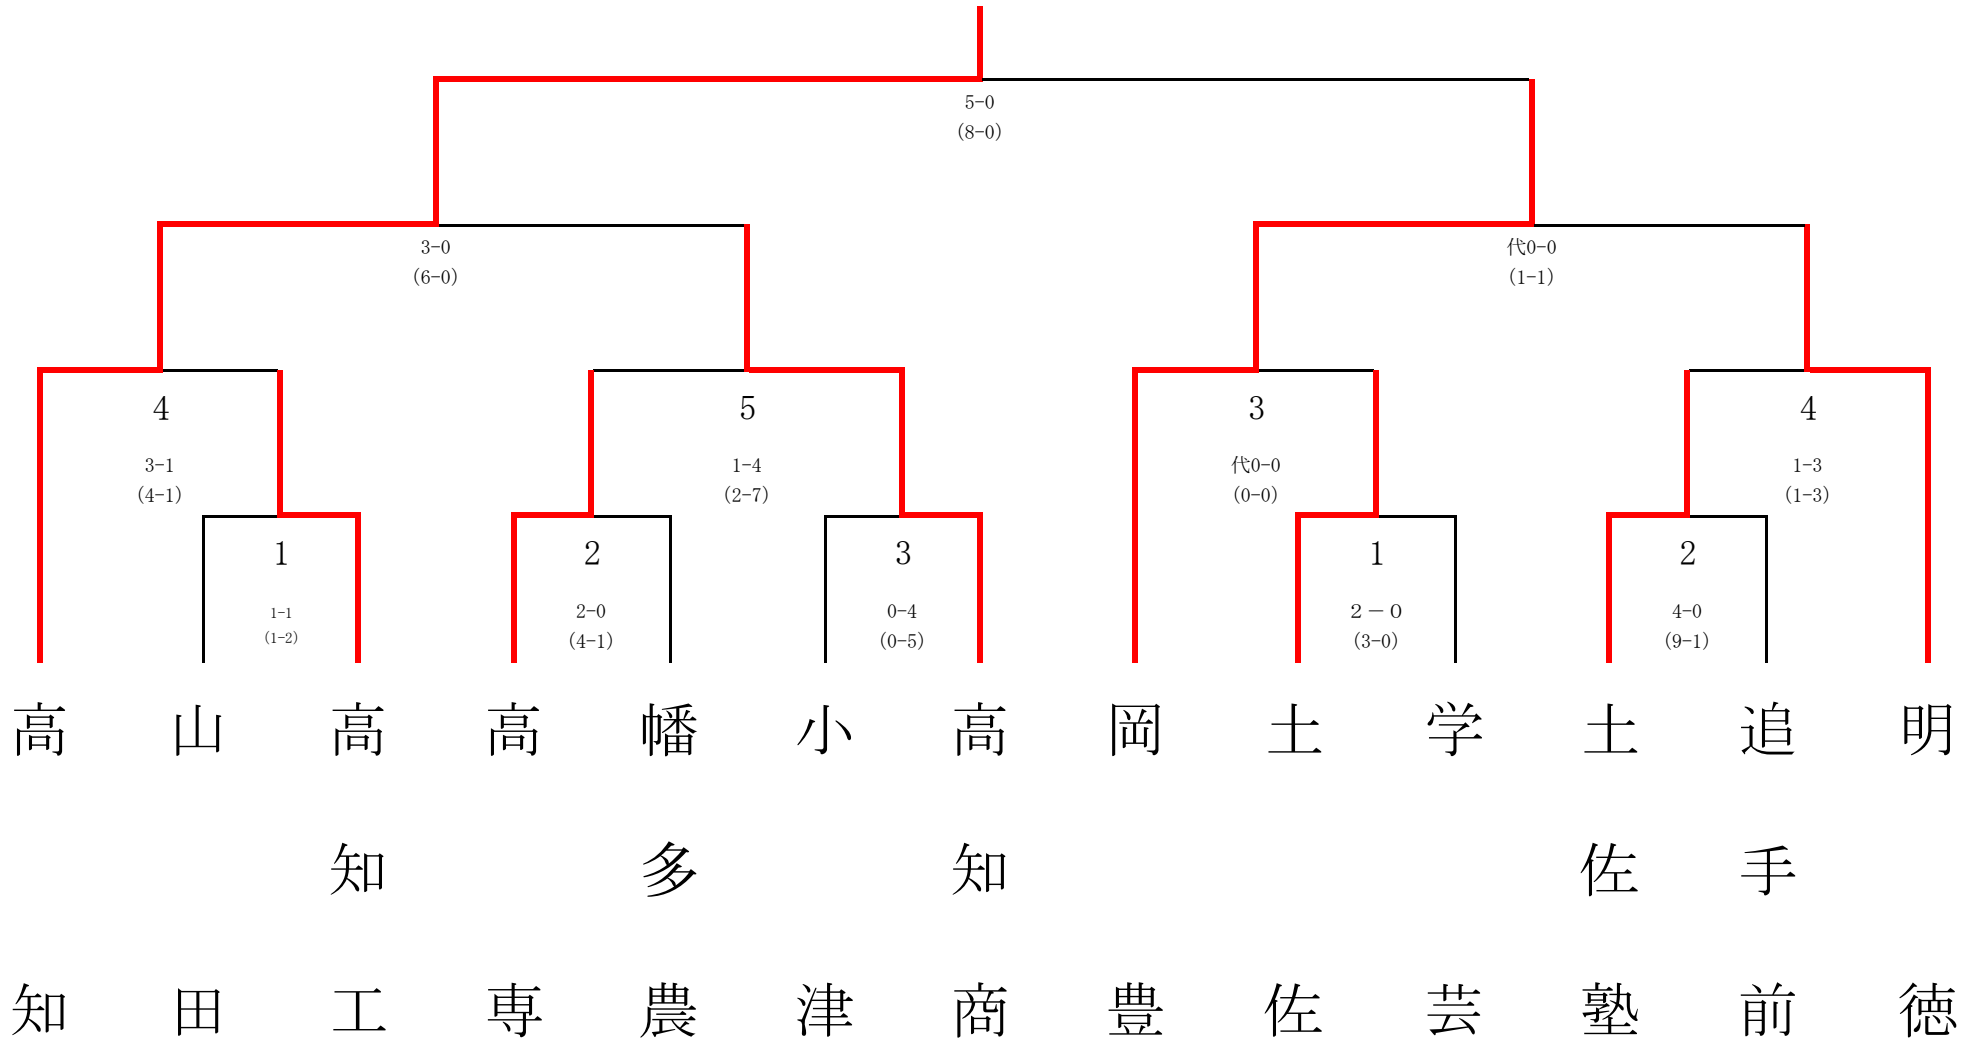 5-0
(8-0)
3-0
(6-0)
代0-0
(1-1)
4
3-1
(4-1)
5
1-4
(2-7)
3
代0-0
(0-0)
4
1-3
(1-3)
1
1-1
(1-2)
2
2-0
(4-1)
3
0-4
(0-5)
1
２－０
(3-0)
2
4-0
(9-1)
高知
山田
高知工
高専
幡多農
小津
高知商
岡豊
土佐
学芸
土佐塾
追手前
明徳